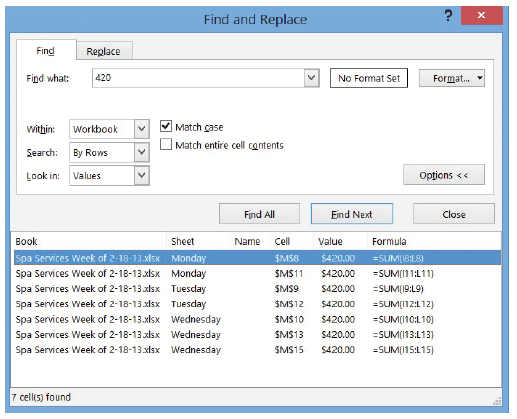 Find and Replace
?
x
Find
Replace
Find what:
420
No Format Set
Format...
Within:
Workbook
Match case
Search:
By Rows
Match entire cell contents
Look in:
Values
Options <<
Find All
Find Next
Close
Book Sheet Name Cell Value Formula
Spa Services Week of 2-18-13.xlsx Monday $M$8 $420.00 =SUM(I8:L8)
Spa Services Week of 2-18-13.xlsx Monday $M$11 $420.00 =SUM(I11:L11)
Spa Services Week of 2-18-13.xlsx Tuesday $M$9 $420.00 =SUM(I9:L9)
Spa Services Week of 2-18-13.xlsx Tuesday $M$12 $420.00 =SUM(I12:L12)
Spa Services Week of 2-18-13.xlsx Wednesday $M$10 $420.00 =SUM(I10:L10)
Spa Services Week of 2-18-13.xlsx Wednesday $M$13 $420.00 =SUM(I13:L13)
Spa Services Week of 2-18-13.xlsx Wednesday $M$15 $420.00 =SUM(I15:L15)
7 cell(s) found